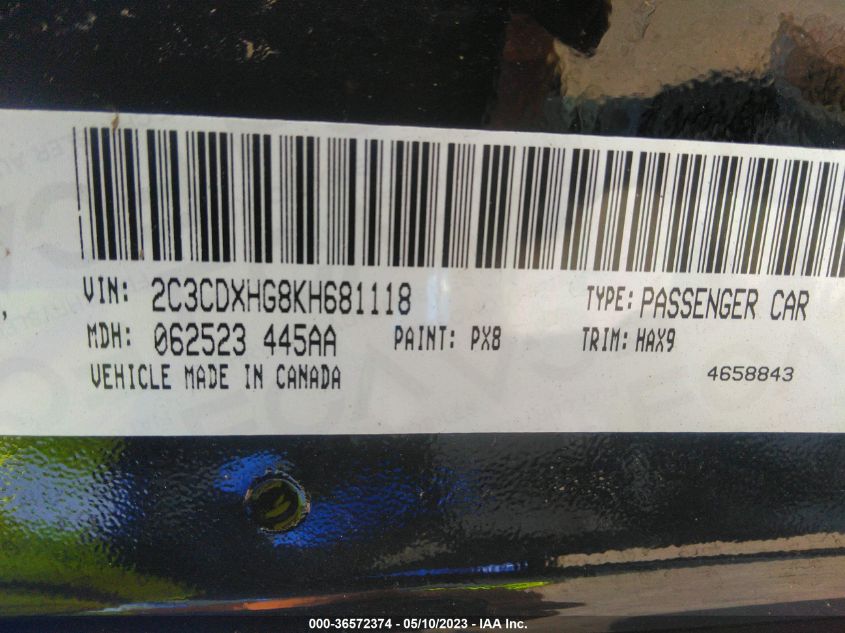 VIN: 2C3CDXHG8KH681118 TYPE: PASSENGER CAR
MDH: 062523 445AA PAINT: PX8 TRIM: HAX9
VEHICLE MADE IN CANADA 4658843
000-36572374 - 05/10/2023 - IAA Inc.